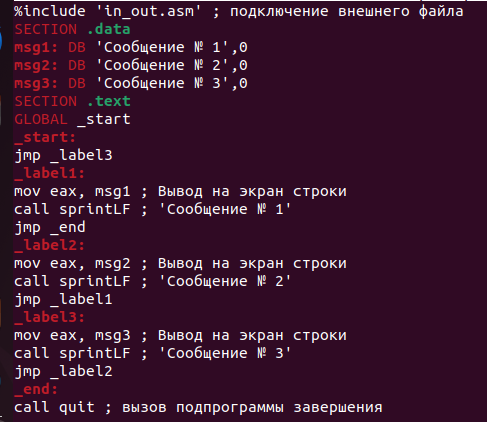 %include 'in_out.asm' ; подключение внешнего файла
SECTION .data
msg1: DB 'Сообщение № 1',0
msg2: DB 'Сообщение № 2',0
msg3: DB 'Сообщение № 3',0
SECTION .text
GLOBAL _start
_start:
jmp _label3
_label1:
mov eax, msg1 ; Вывод на экран строки
call sprintLF ; 'Сообщение № 1'
jmp _end
_label2:
mov eax, msg2 ; Вывод на экран строки
call sprintLF ; 'Сообщение № 2'
jmp _label1
_label3:
mov eax, msg3 ; Вывод на экран строки
call sprintLF ; 'Сообщение № 3'
jmp _label2
_end:
call quit ; вызов подпрограммы завершения